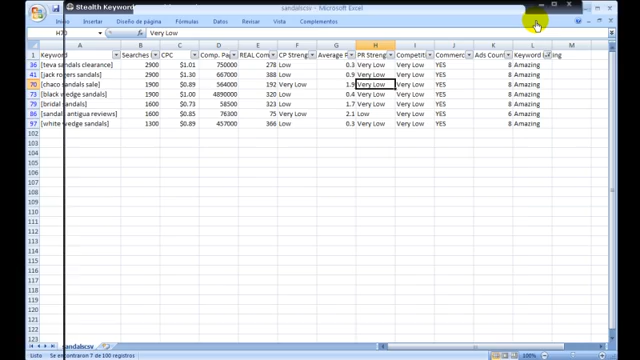 Stealth Keyword
sandalscsv - Microsoft Excel
Inicio Insertar Diseño de página Fórmulas Datos Revisar Vista Complementos
H70 Very Low
A B C D E F G H I J K L M
1 Keyword Searches CPC Comp. Pa REAL Com CP Streng Average P PR Streng Competiti Commerc Ads Coun Keyword
36 [teva sandals clearance] 2900 $1.01 750000 278 Low 0.3 Very Low Very Low YES 8 Amazing
41 [jack rogers sandals] 2900 $1.30 667000 388 Low 0.9 Very Low Very Low YES 8 Amazing
70 [chaco sandals sale] 1900 $0.89 564000 192 Very Low 1.9 Very Low Very Low YES 8 Amazing
73 [black wedge sandals] 1900 $1.00 4890000 320 Low 0.4 Very Low Very Low YES 8 Amazing
79 [bridal sandals] 1600 $0.73 58500 323 Low 1.7 Very Low Very Low YES 8 Amazing
86 [sandals antigua reviews] 1600 $0.85 76300 75 Very Low 2.1 Low Very Low YES 8 Amazing
97 [white wedge sandals] 1300 $0.89 457000 366 Low 0.3 Very Low Very Low YES 8 Amazing
102
103
104
105
106
107
108
109
110
111
112
113
114
115
116
117
118
119
120
121
122
123
sandalscsv
Listo Se encontraron 7 de 100 registros 100%